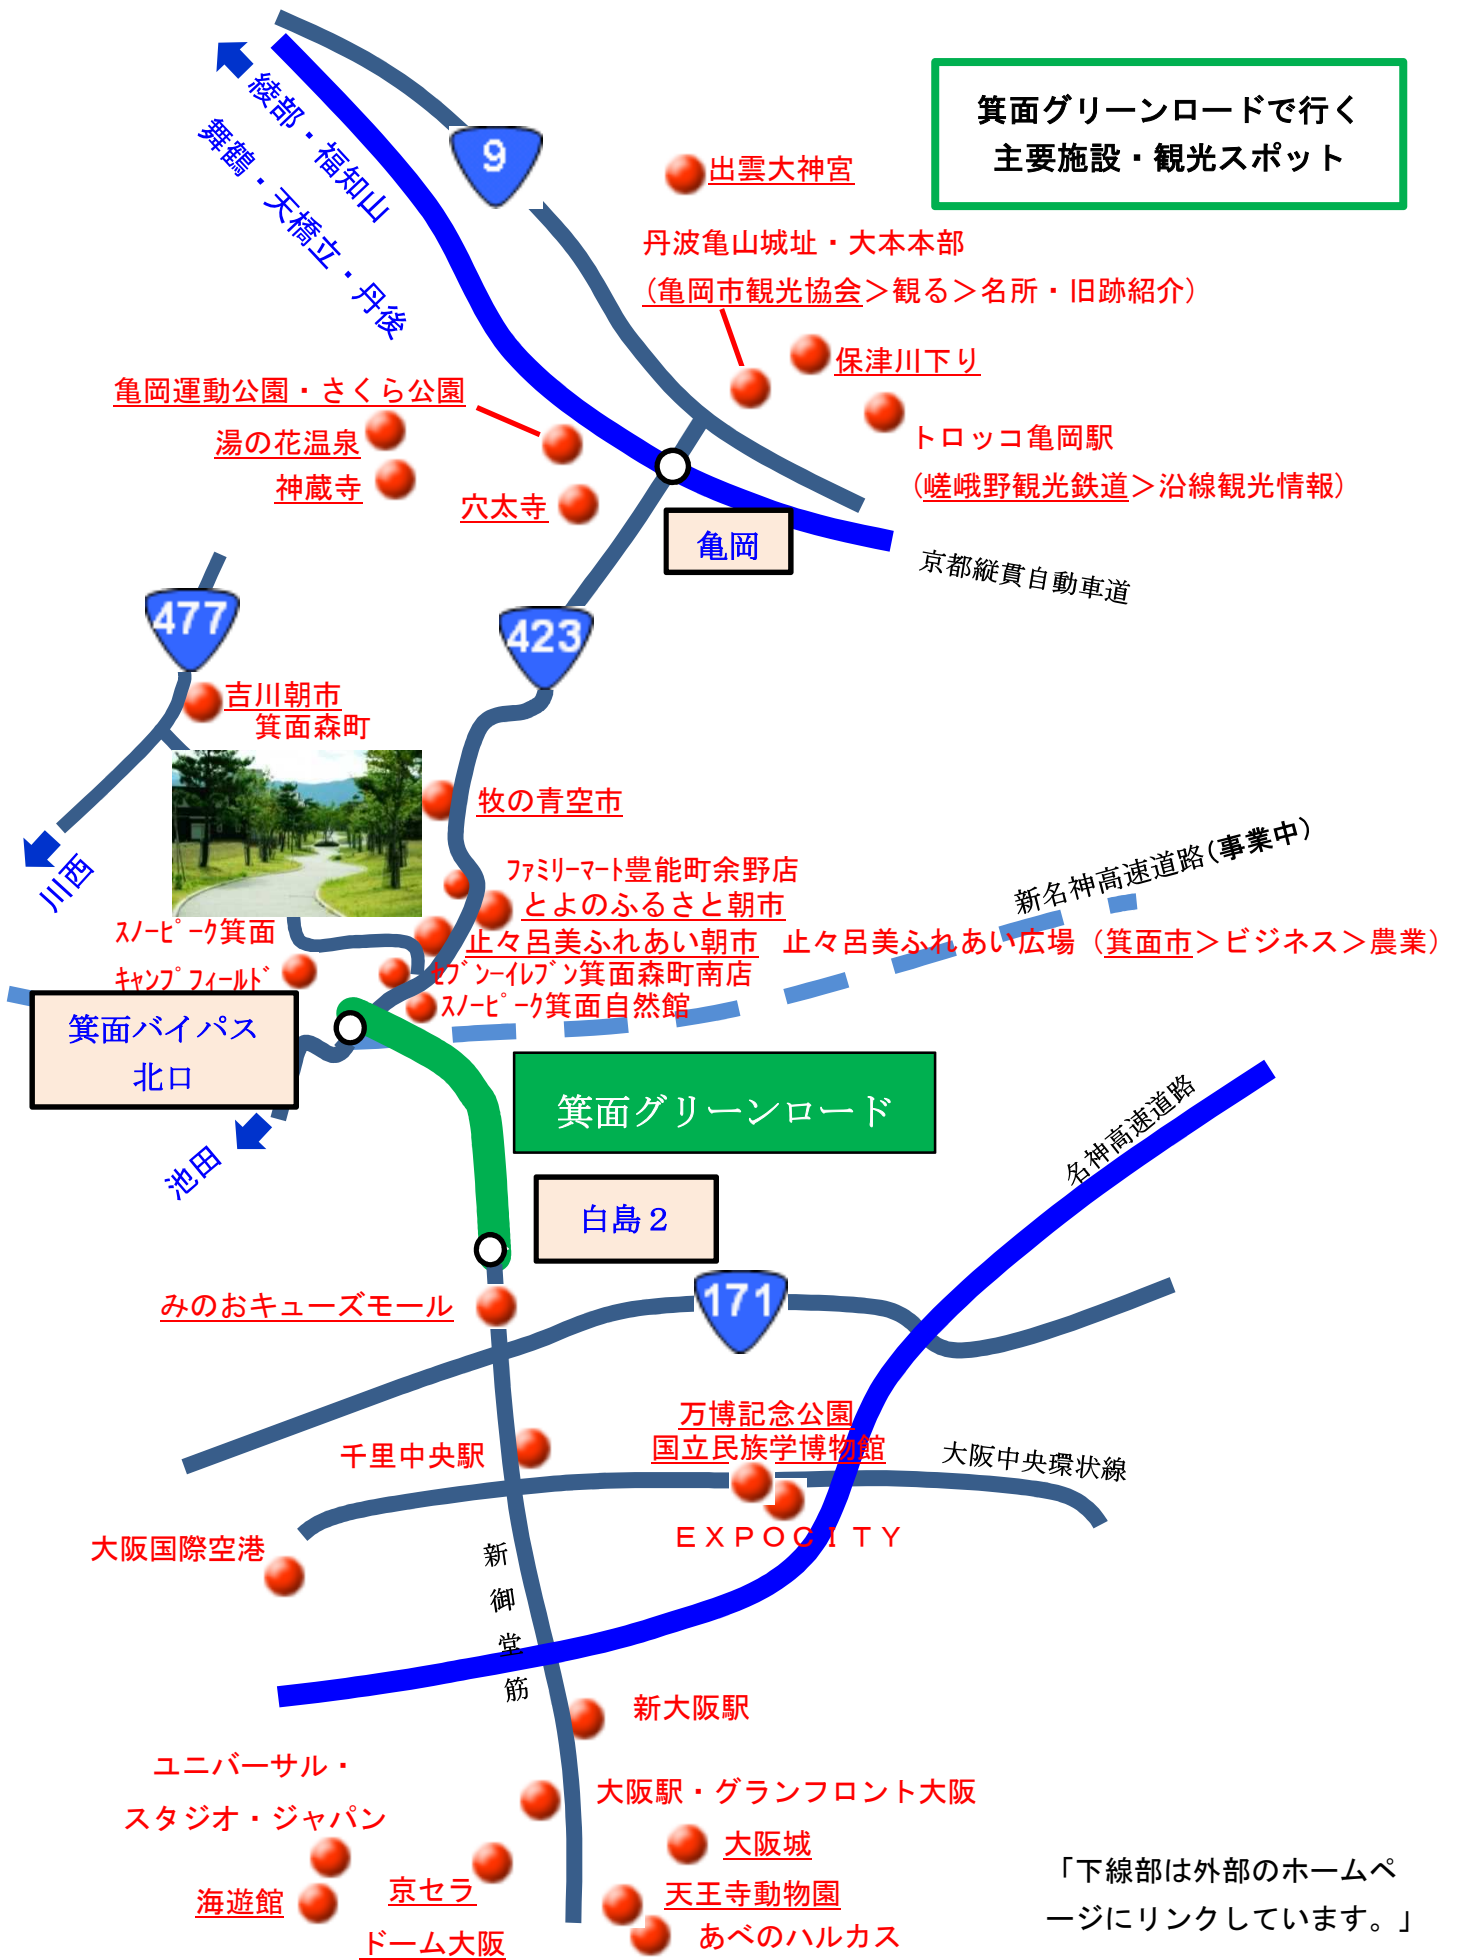 箕面グリーンロードで行く
主要施設・観光スポット
綾部・福知山
舞鶴・天橋立・丹後
9
出雲大神宮
丹波亀山城址・大本本部
(亀岡市観光協会＞観る＞名所・旧跡紹介)
保津川下り
亀岡運動公園・さくら公園
湯の花温泉
神蔵寺
穴太寺
トロッコ亀岡駅
(嵯峨野観光鉄道＞沿線観光情報)
亀岡
京都縦貫自動車道
477
423
吉川朝市
箕面森町
牧の青空市
川西
新名神高速道路(事業中)
ﾌｧﾐﾘｰﾏｰﾄ豊能町余野店
とよのふるさと朝市
ｽﾉｰﾋﾟｰｸ箕面
ｷｬﾝﾌﾟﾌｨｰﾙﾄﾞ
止々呂美ふれあい朝市　止々呂美ふれあい広場（箕面市＞ビジネス＞農業）
ｾﾌﾞﾝｰｲﾚﾌﾞﾝ箕面森町南店
ｽﾉｰﾋﾟｰｸ箕面自然館
箕面バイパス
北口
池田
箕面グリーンロード
名神高速道路
白島２
みのおキューズモール
171
万博記念公園
国立民族学博物館
千里中央駅
大阪中央環状線
ＥＸＰＯＣＩＴＹ
大阪国際空港
新御堂筋
新大阪駅
ユニバーサル・
スタジオ・ジャパン
大阪駅・グランフロント大阪
大阪城
海遊館
京セラ
ドーム大阪
天王寺動物園
あべのハルカス
「下線部は外部のホームペ
ージにリンクしています。」